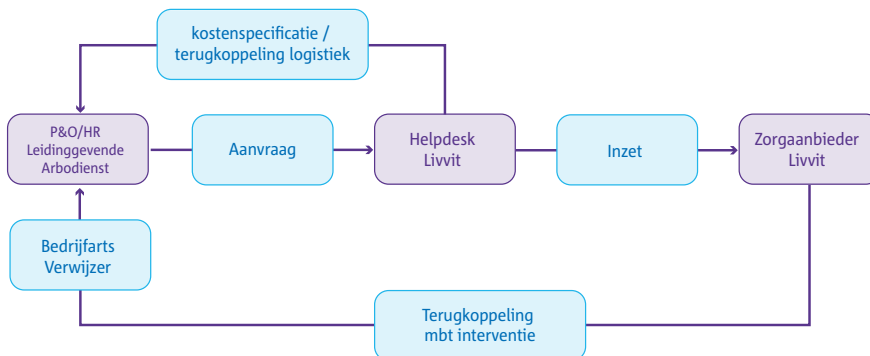 kostenspecificatie /
terugkoppeling logistiek
P&O/HR
Leidinggevende
Arbodienst
Aanvraag
Helpdesk
Livvit
Inzet
Zorgaanbieder
Livvit
Bedrijfarts
Verwijzer
Terugkoppeling
mbt interventie